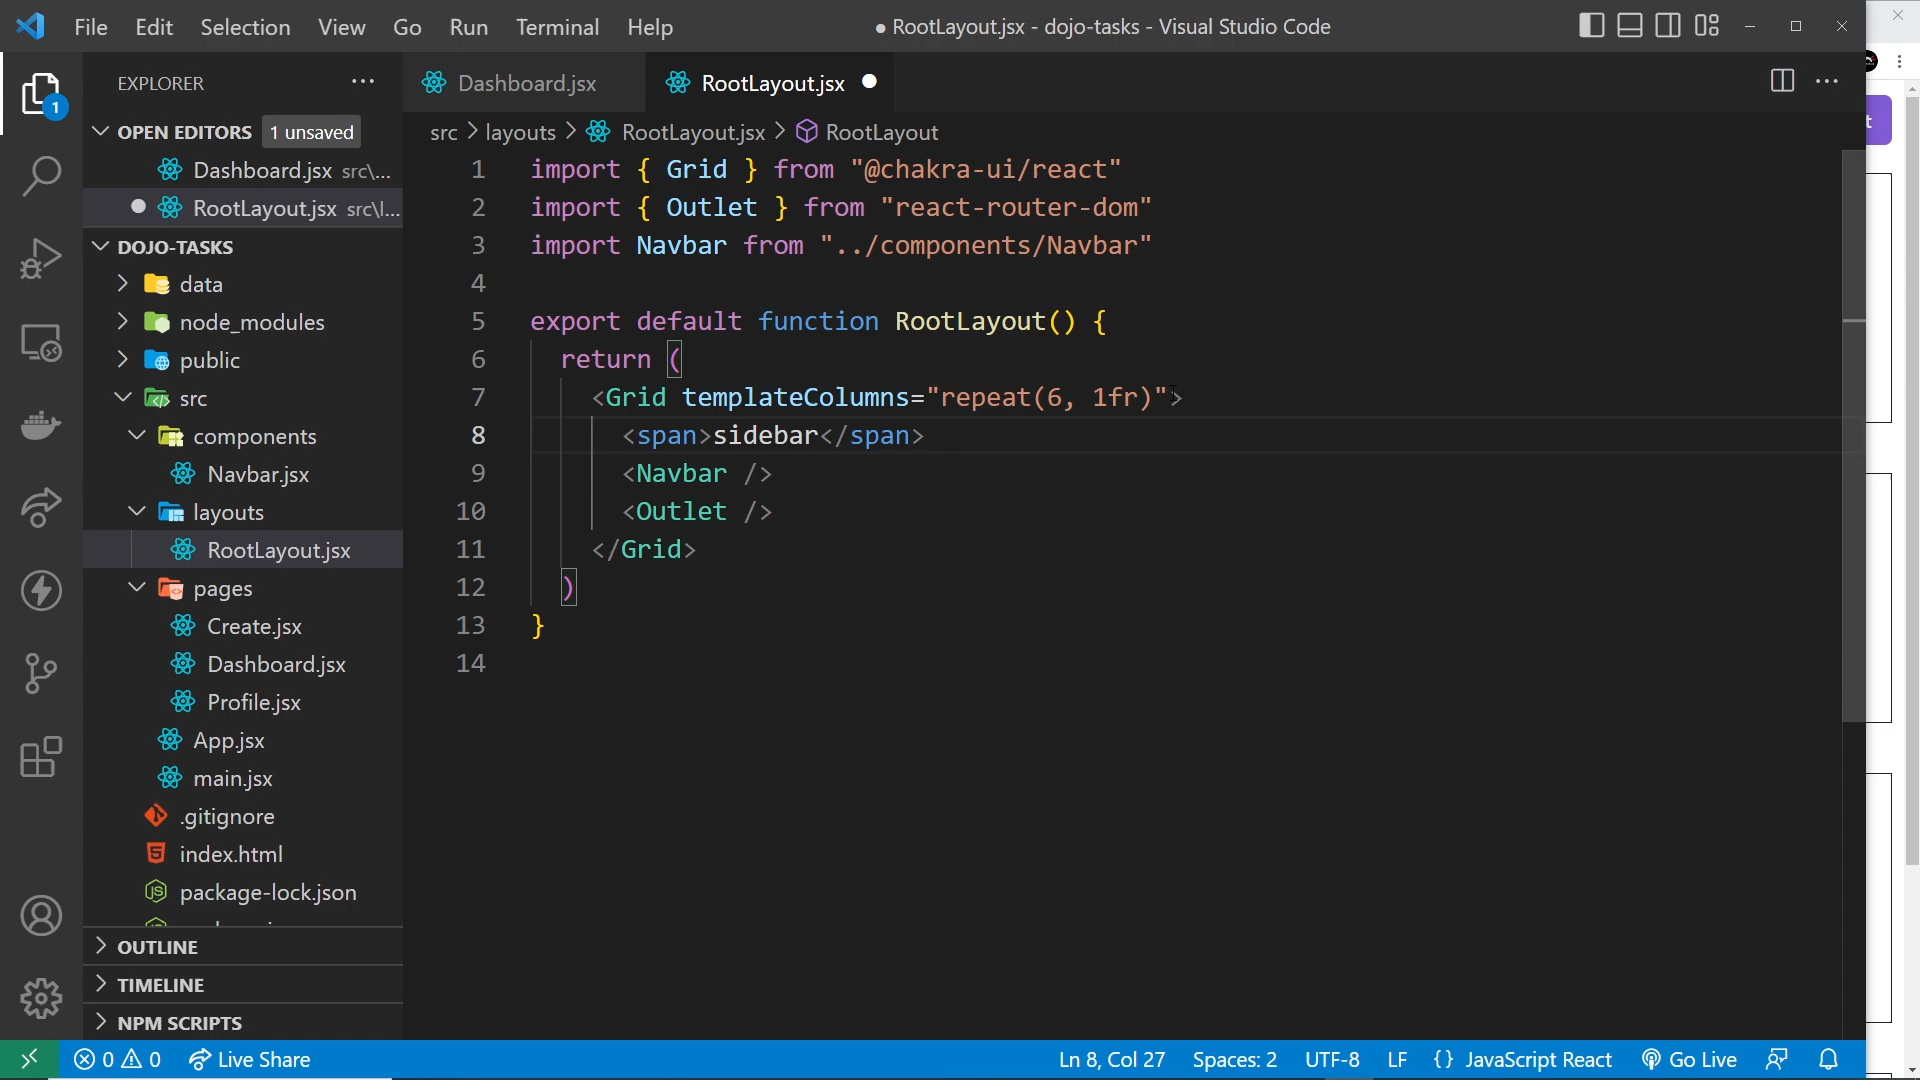 File Edit Selection View Go Run Terminal Help
● RootLayout.jsx - dojo-tasks - Visual Studio Code
EXPLORER
1
OPEN EDITORS 1 unsaved
Dashboard.jsx src\...
RootLayout.jsx src\l...
DOJO-TASKS
data
node_modules
public
src
components
Navbar.jsx
layouts
RootLayout.jsx
pages
Create.jsx
Dashboard.jsx
Profile.jsx
App.jsx
main.jsx
.gitignore
index.html
package-lock.json
OUTLINE
TIMELINE
NPM SCRIPTS
Dashboard.jsx RootLayout.jsx
src > layouts > RootLayout.jsx > RootLayout
1 import { Grid } from "@chakra-ui/react"
2 import { Outlet } from "react-router-dom"
3 import Navbar from "../components/Navbar"
4
5 export default function RootLayout() {
6 return (
7 <Grid templateColumns="repeat(6, 1fr)">
8 <span>sidebar</span>
9 <Navbar />
10 <Outlet />
11 </Grid>
12 )
13 }
14
t
0 0 Live Share
Ln 8, Col 27 Spaces: 2 UTF-8 LF {} JavaScript React Go Live